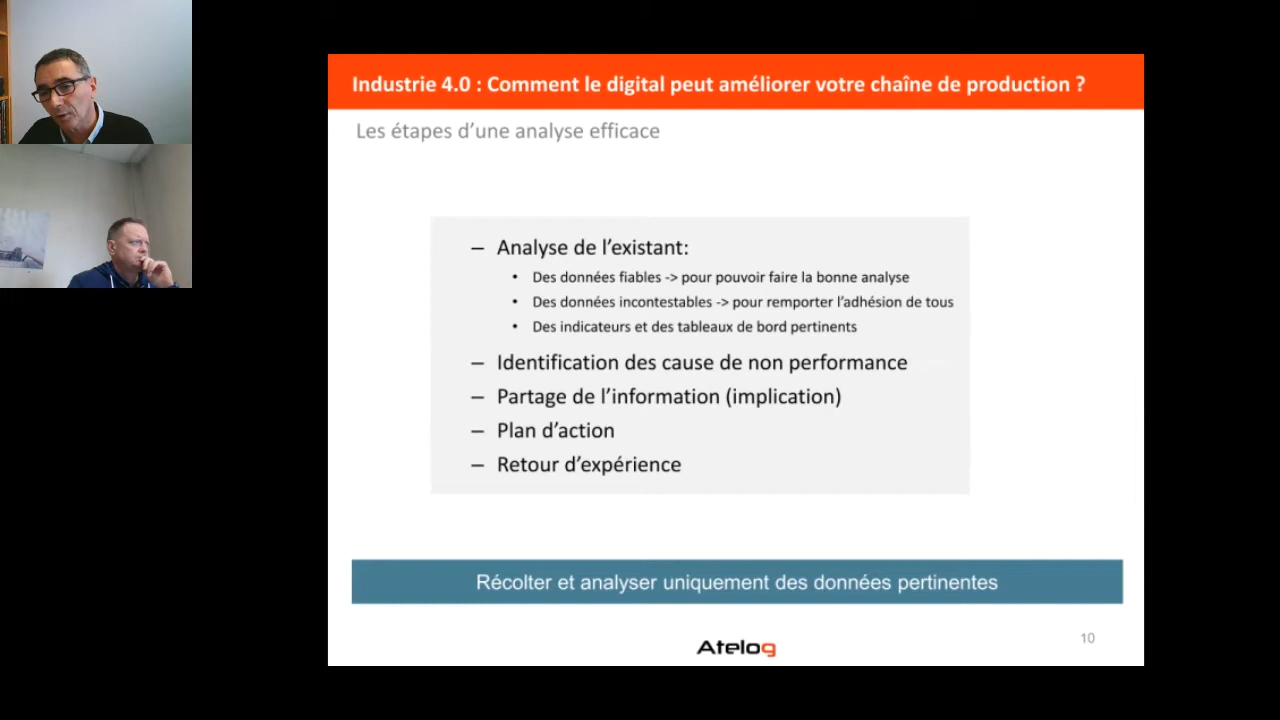 Industrie 4.0 : Comment le digital peut améliorer votre chaîne de production ?
Les étapes d’une analyse efficace
– Analyse de l’existant:
• Des données fiables -> pour pouvoir faire la bonne analyse
• Des données incontestables -> pour remporter l’adhésion de tous
• Des indicateurs et des tableaux de bord pertinents
– Identification des cause de non performance
– Partage de l’information (implication)
– Plan d’action
– Retour d’expérience
Récolter et analyser uniquement des données pertinentes
Atelog
10